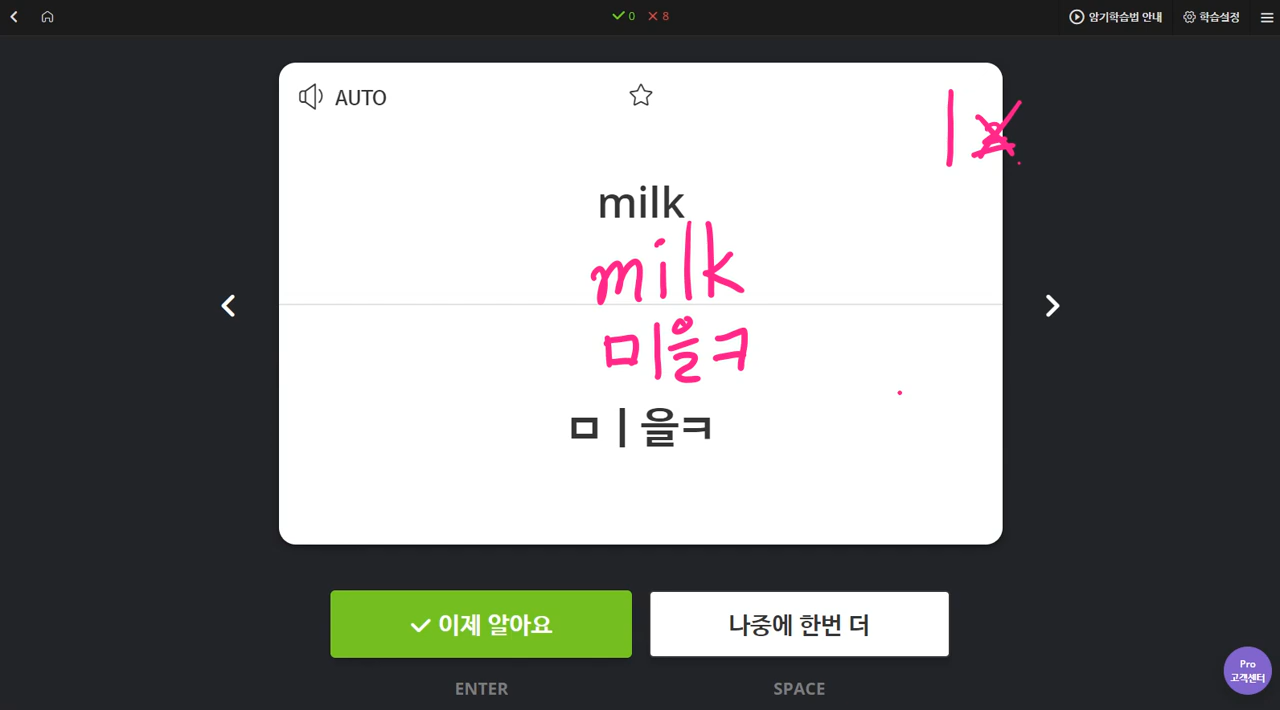 0 8 암기학습법 안내 학습설정
AUTO
milk
milk
미을ㅋ
ㅁㅣ을ㅋ
이제 알아요 나중에 한번 더
ENTER SPACE
Pro
고객센터